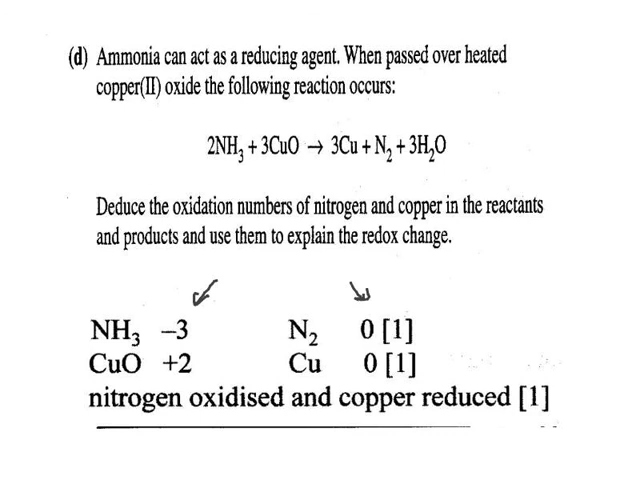 (d) Ammonia can act as a reducing agent. When passed over heated
copper(II) oxide the following reaction occurs:
2NH₃ + 3CuO → 3Cu + N₂ + 3H₂O
Deduce the oxidation numbers of nitrogen and copper in the reactants
and products and use them to explain the redox change.
NH₃ –3 N₂ 0 [1]
CuO +2 Cu 0 [1]
nitrogen oxidised and copper reduced [1]